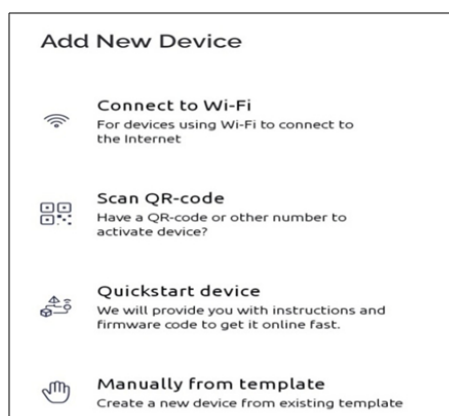 Add New Device
Connect to Wi-Fi
For devices using Wi-Fi to connect to
the Internet
Scan QR-code
Have a QR-code or other number to
activate device?
Quickstart device
We will provide you with instructions and
firmware code to get it online fast.
Manually from template
Create a new device from existing template